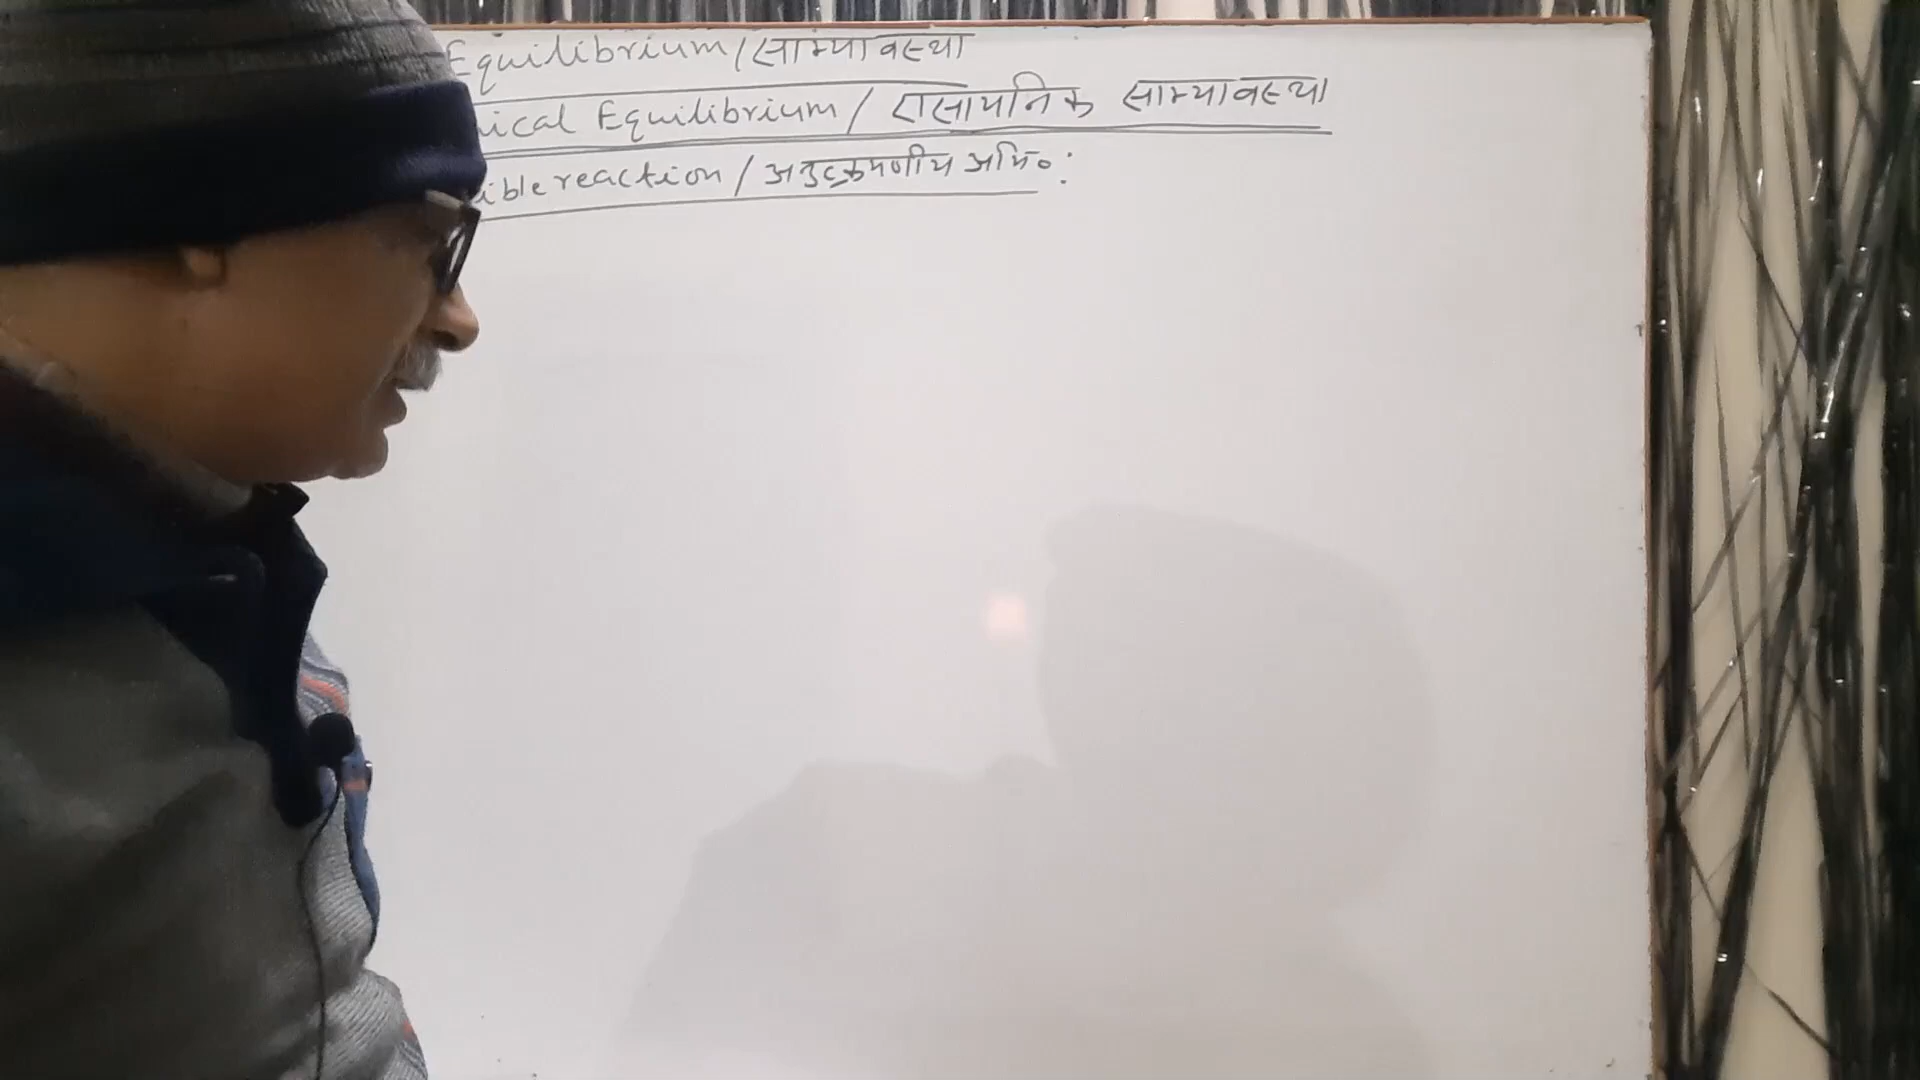 Equilibrium/साम्यावस्था
ical Equilibrium / रासायनिक साम्यावस्था
ible reaction / अनुत्क्रमणीय अभि०: